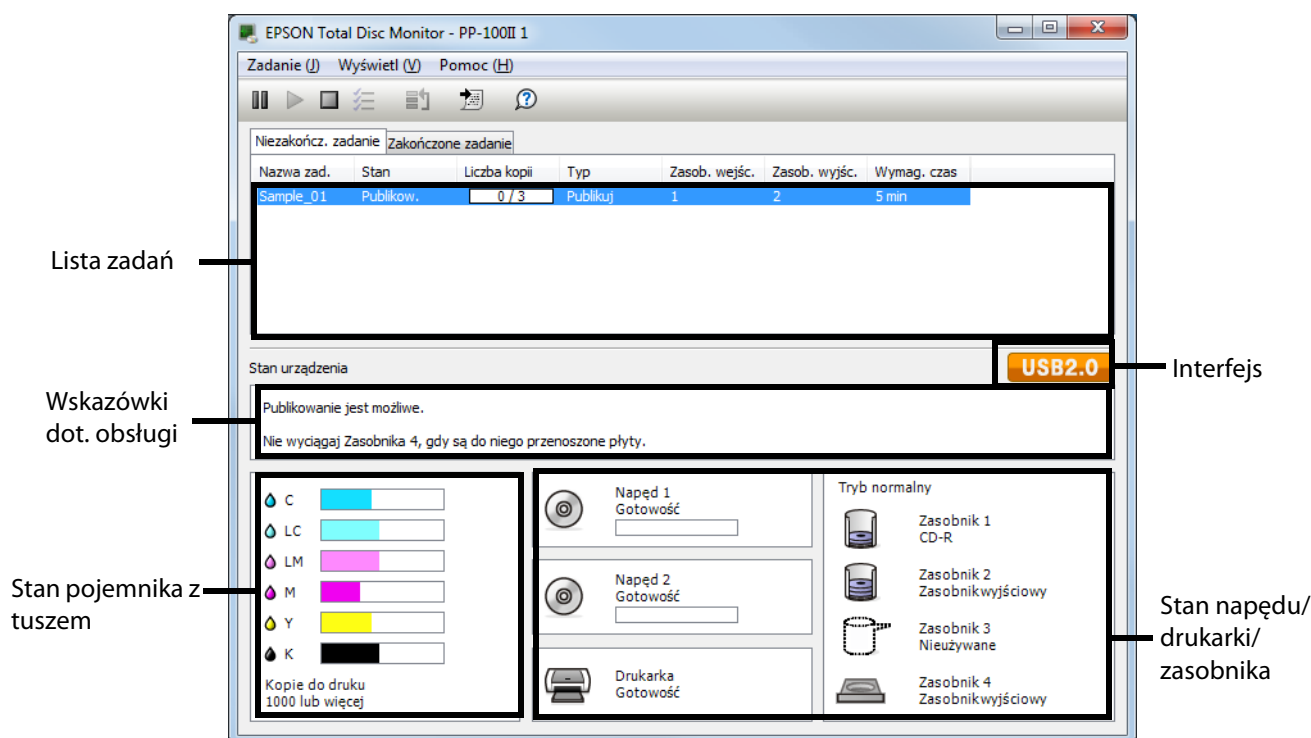 EPSON Total Disc Monitor - PP-100II 1
Zadanie (J) Wyświetl (V) Pomoc (H)
Niezakończ. zadanie Zakończone zadanie
Nazwa zad. Stan Liczba kopii Typ Zasob. wejśc. Zasob. wyjśc. Wymag. czas
Sample_01 Publikow. 0 / 3 Publikuj 1 2 5 min
Lista zadań
Stan urządzenia
USB2.0
Interfejs
Wskazówki
dot. obsługi
Publikowanie jest możliwe.
Nie wyciągaj Zasobnika 4, gdy są do niego przenoszone płyty.
Stan pojemnika z
tuszem
C
LC
LM
M
Y
K
Kopie do druku
1000 lub więcej
Napęd 1
Gotowość
Napęd 2
Gotowość
Drukarka
Gotowość
Tryb normalny
Zasobnik 1
CD-R
Zasobnik 2
Zasobnikwyjściowy
Zasobnik 3
Nieużywane
Zasobnik 4
Zasobnikwyjściowy
Stan napędu/
drukarki/
zasobnika